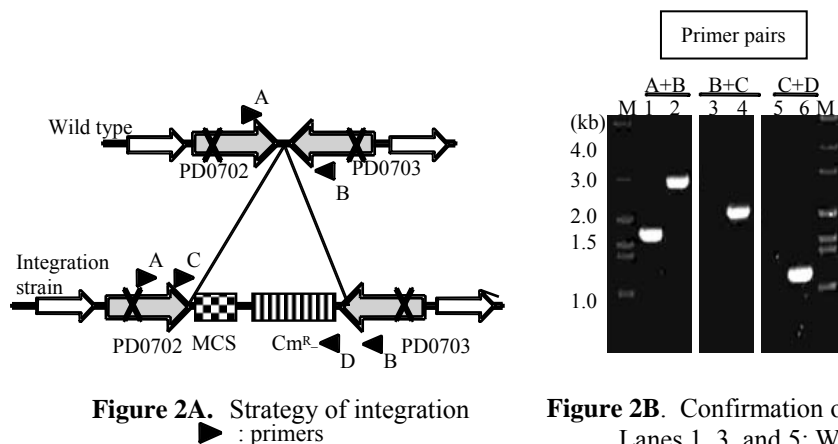 Primer pairs
A+B B+C C+D
M 1 2 3 4 5 6 M
(kb)
4.0
3.0
2.0
1.5
1.0
A
Wild type
PD0702
PD0703
B
Integration
strain
A
C
PD0702
MCS
CmR_
D
B
PD0703
Figure 2A. Strategy of integration
: primers
Figure 2B. Confirmation o
Lanes 1, 3, and 5: W